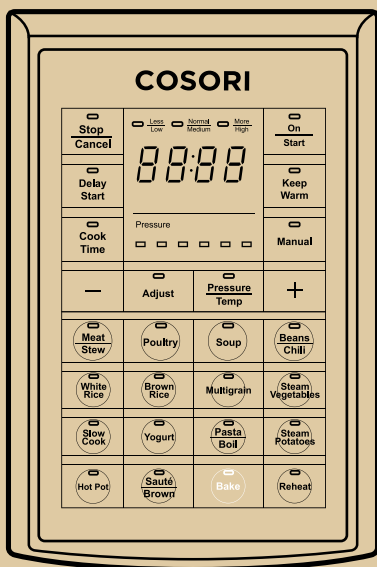 COSORI
Stop
Cancel
Less
Low
Normal
Medium
More
High
On
Start
88:88
Delay
Start
Keep
Warm
Cook
Time
Pressure
Manual
−
Adjust
Pressure
Temp
+
Meat
Stew
Poultry
Soup
Beans
Chili
White
Rice
Brown
Rice
Multigrain
Steam
Vegetables
Slow
Cook
Yogurt
Pasta
Boil
Steam
Potatoes
Hot Pot
Sauté
Brown
Bake
Reheat